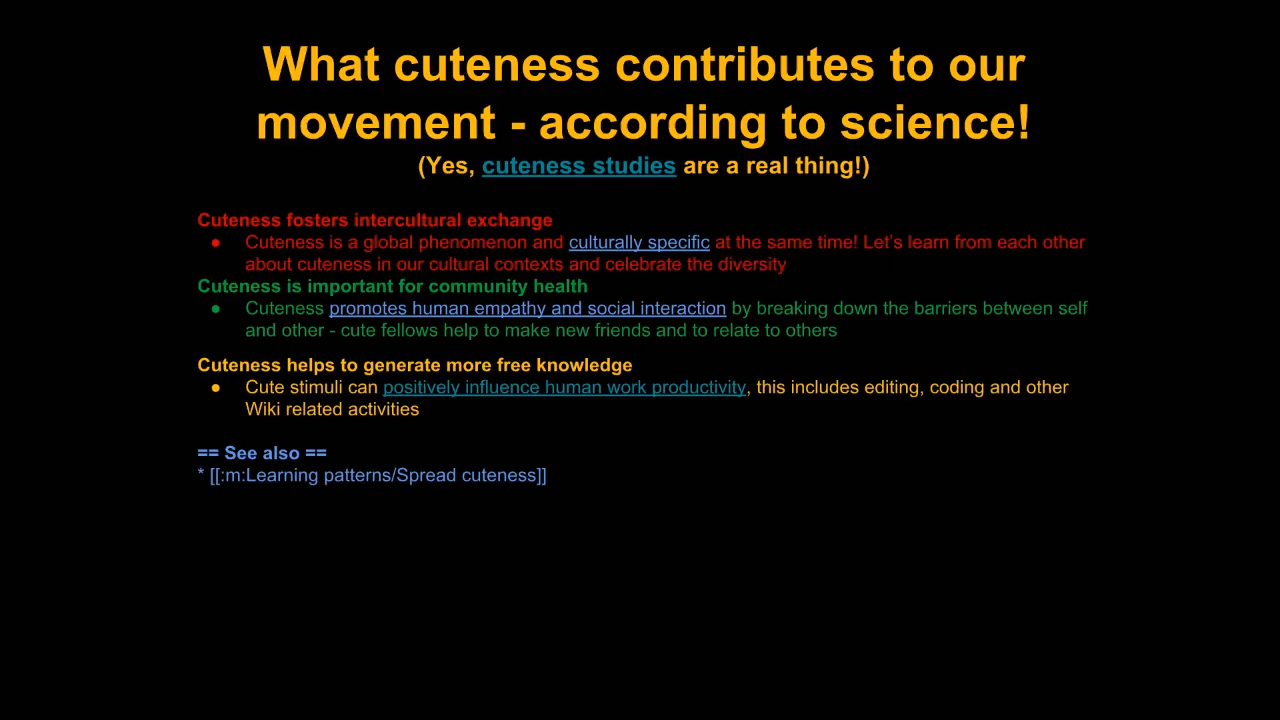 What cuteness contributes to our
movement - according to science!
(Yes, cuteness studies are a real thing!)
Cuteness fosters intercultural exchange
● Cuteness is a global phenomenon and culturally specific at the same time! Let's learn from each other
about cuteness in our cultural contexts and celebrate the diversity
Cuteness is important for community health
● Cuteness promotes human empathy and social interaction by breaking down the barriers between self
and other - cute fellows help to make new friends and to relate to others
Cuteness helps to generate more free knowledge
● Cute stimuli can positively influence human work productivity, this includes editing, coding and other
Wiki related activities
== See also ==
* [[:m:Learning patterns/Spread cuteness]]